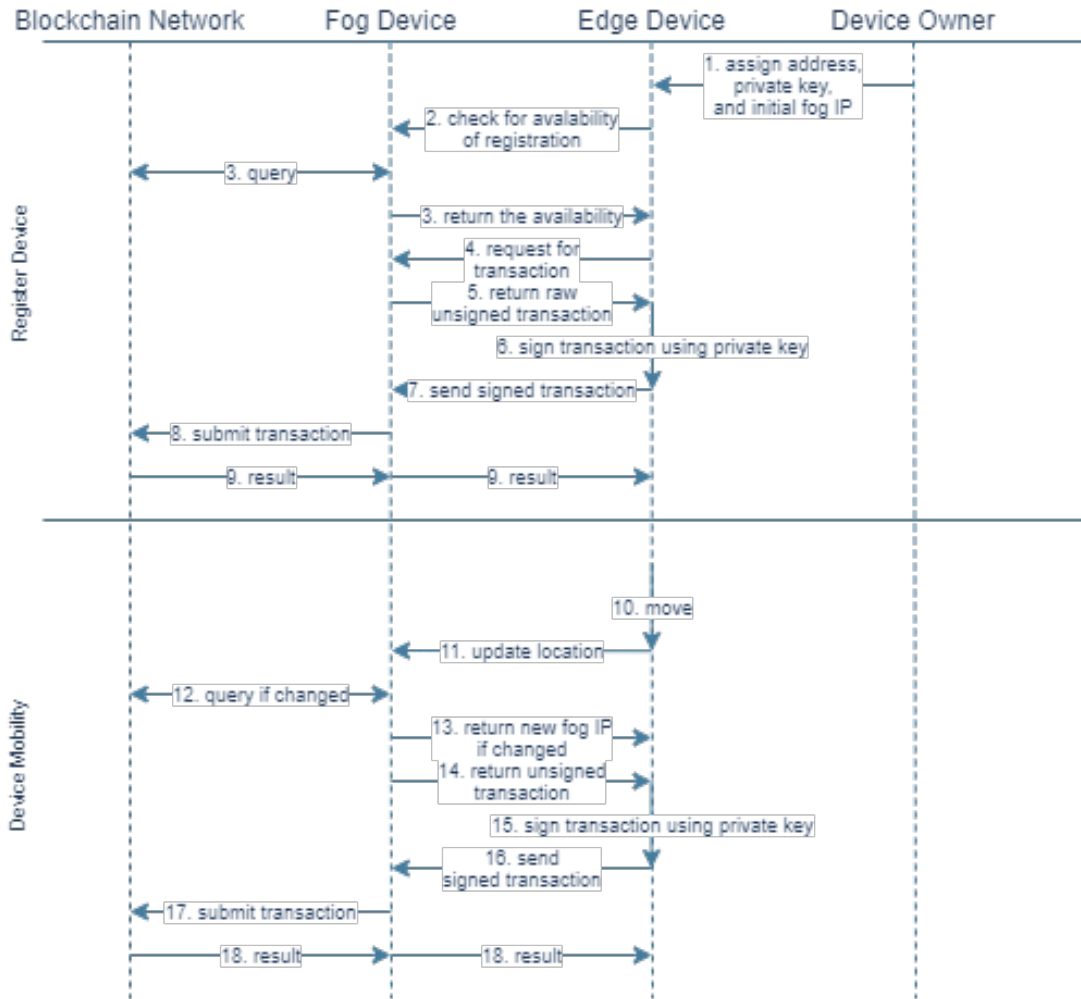 Blockchain Network Fog Device Edge Device Device Owner
1. assign address,
private key,
and initial fog IP
2. check for avalability
of registration
3. query
3. return the availability
4. request for
transaction
5. return raw
unsigned transaction
6. sign transaction using private key
7. send signed transaction
8. submit transaction
9. result 9. result
Register Device
10. move
11. update location
12. query if changed
13. return new fog IP
if changed
14. return unsigned
transaction
15. sign transaction using private key
16. send
signed transaction
17. submit transaction
18. result 18. result
Device Mobility